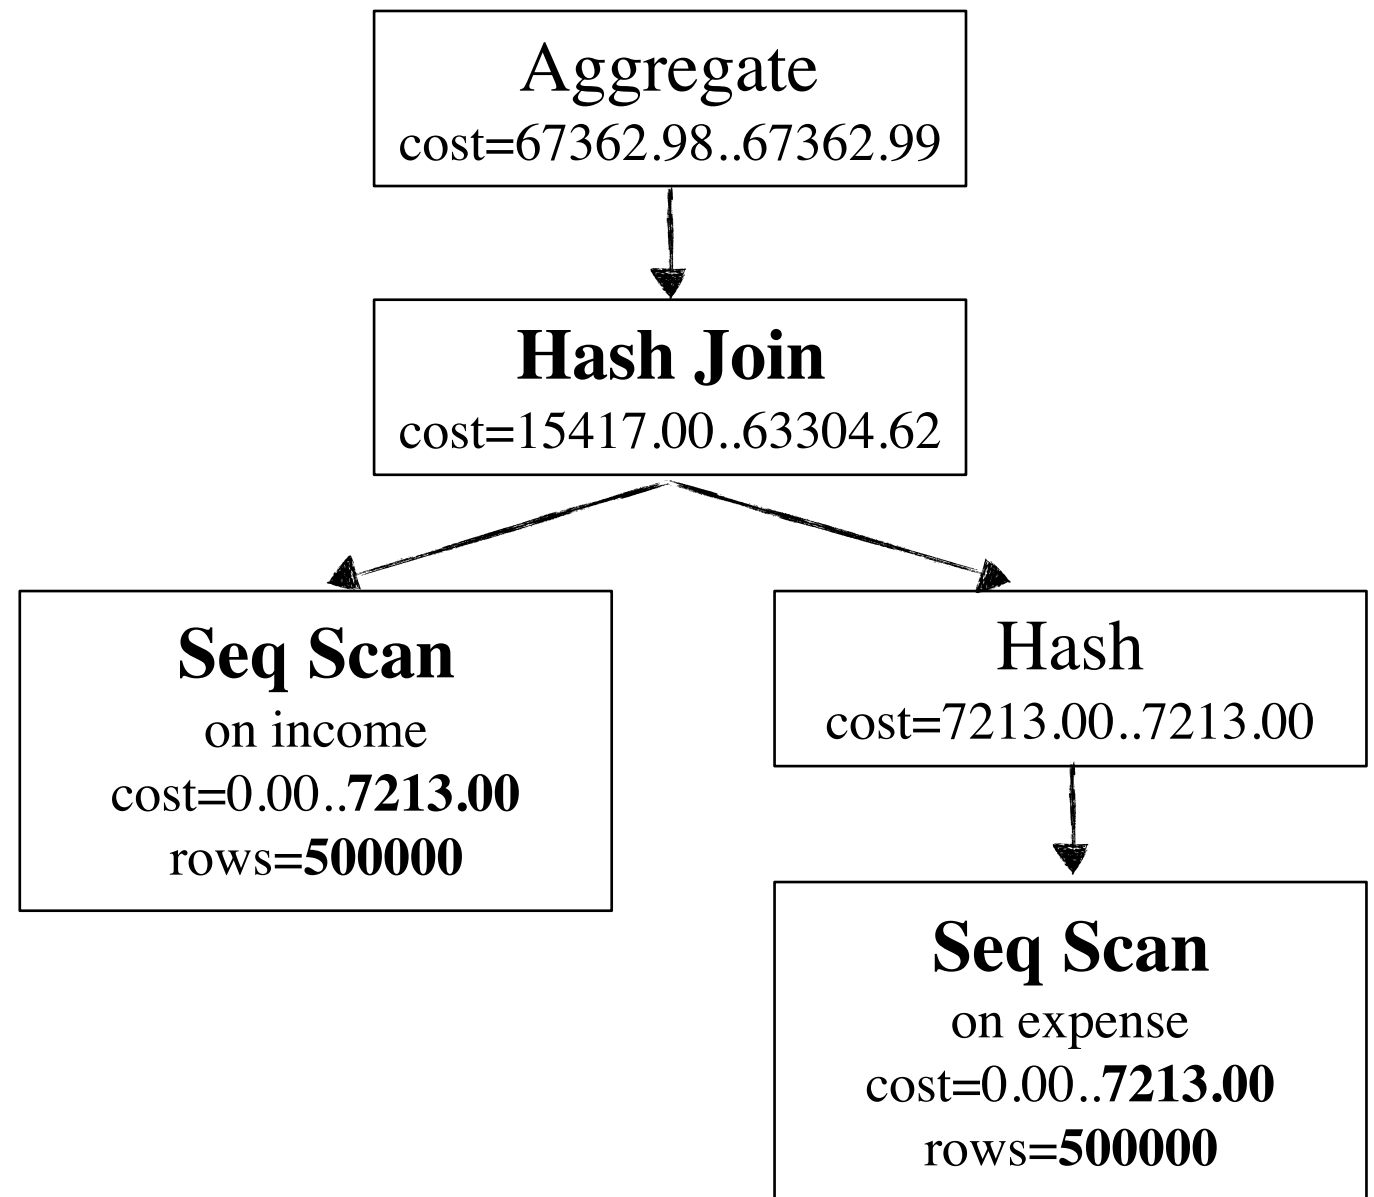 Aggregate
cost=67362.98..67362.99
Hash Join
cost=15417.00..63304.62
Seq Scan
on income
cost=0.00..7213.00
rows=500000
Hash
cost=7213.00..7213.00
Seq Scan
on expense
cost=0.00..7213.00
rows=500000